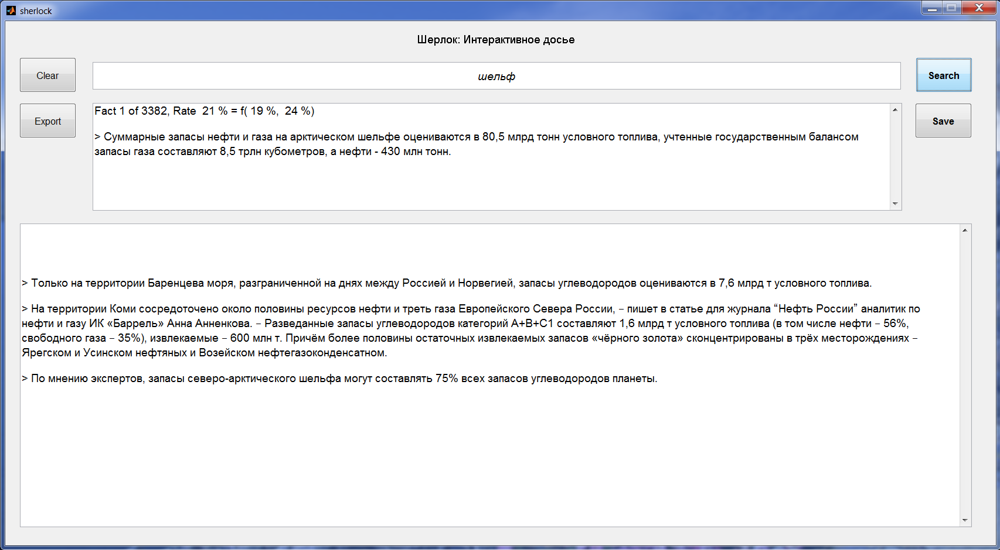 sherlock
Шерлок: Интерактивное досье
Clear
шельф
Search
Export
Fact 1 of 3382, Rate  21 % = f( 19 %,  24 %)
Save
> Суммарные запасы нефти и газа на арктическом шельфе оцениваются в 80,5 млрд тонн условного топлива, учтенные государственным балансом
запасы газа составляют 8,5 трлн кубометров, а нефти - 430 млн тонн.
> Только на территории Баренцева моря, разграниченной на днях между Россией и Норвегией, запасы углеводородов оцениваются в 7,6 млрд т условного топлива.
> На территории Коми сосредоточено около половины ресурсов нефти и треть газа Европейского Севера России, – пишет в статье для журнала “Нефть России” аналитик по
нефти и газу ИК «Баррель» Анна Анненкова. – Разведанные запасы углеводородов категорий А+В+С1 составляют 1,6 млрд т условного топлива (в том числе нефти – 56%,
свободного газа – 35%), извлекаемые – 600 млн т. Причём более половины остаточных извлекаемых запасов «чёрного золота» сконцентрированы в трёх месторождениях –
Ярегском и Усинском нефтяных и Возейском нефтегазоконденсатном.
> По мнению экспертов, запасы северо-арктического шельфа могут составлять 75% всех запасов углеводородов планеты.